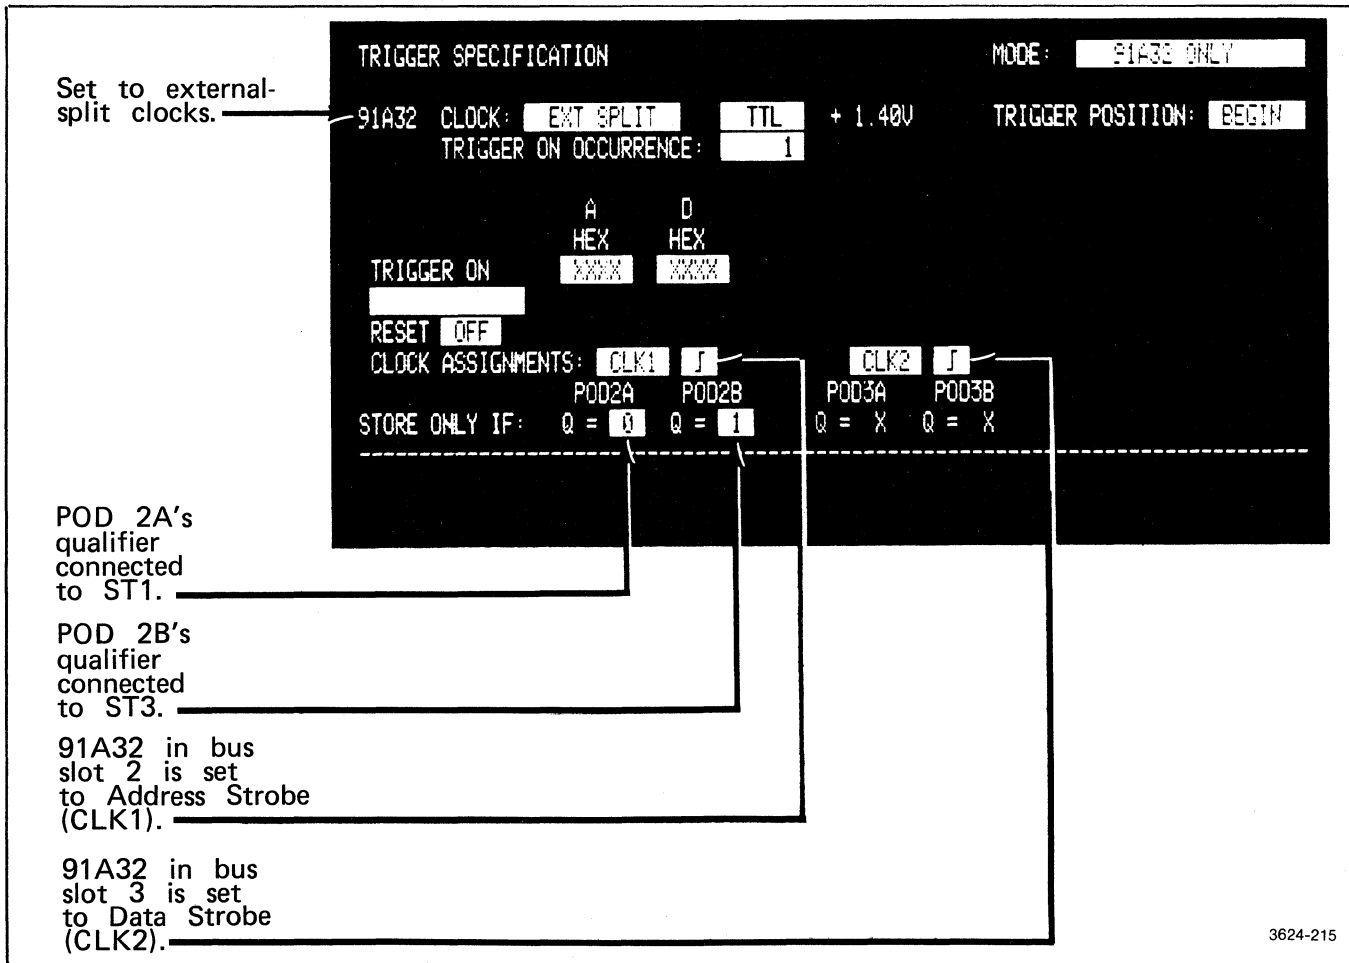 TRIGGER SPECIFICATION MODE: 91A32 ONLY
Set to external-
split clocks.
91A32 CLOCK: EXT SPLIT TTL + 1.40V TRIGGER POSITION: BEGIN
TRIGGER ON OCCURRENCE: 1
A D
HEX HEX
TRIGGER ON XXXX XXXX
RESET OFF
CLOCK ASSIGNMENTS: CLK1 ʃ CLK2 ʃ
POD2A POD2B POD3A POD3B
STORE ONLY IF: Q = 0 Q = 1 Q = X Q = X
POD 2A's
qualifier
connected
to ST1.
POD 2B's
qualifier
connected
to ST3.
91A32 in bus
slot 2 is set
to Address Strobe
(CLK1).
91A32 in bus
slot 3 is set
to Data Strobe
(CLK2).
3624-215